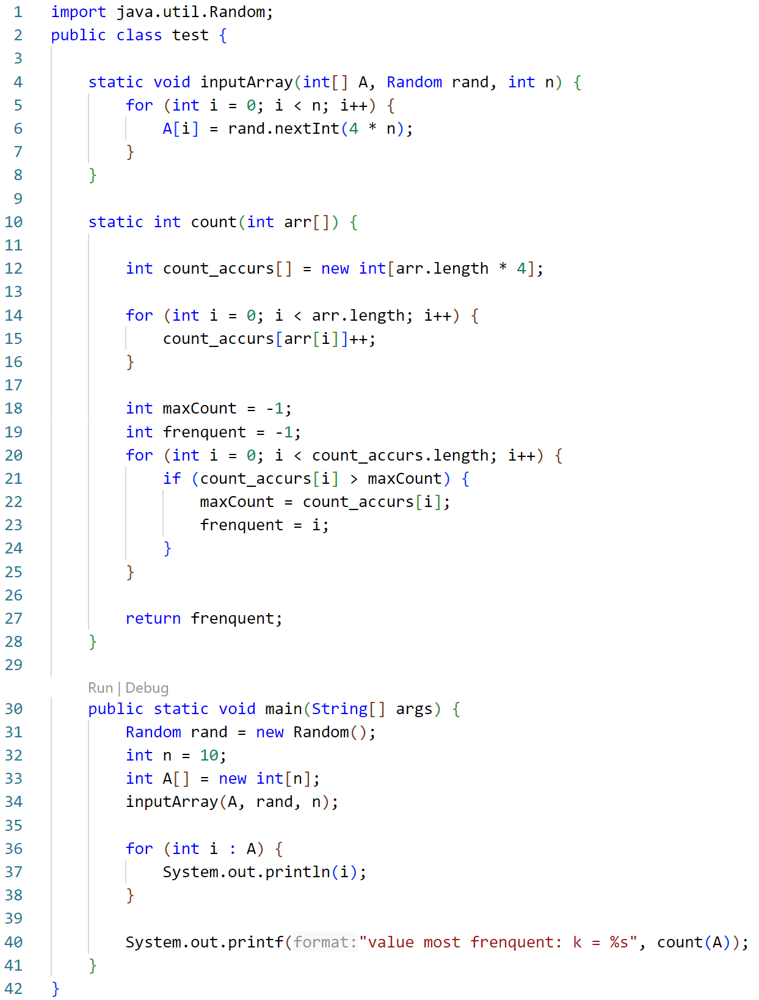 1 import java.util.Random;
2 public class test {
3
4     static void inputArray(int[] A, Random rand, int n) {
5         for (int i = 0; i < n; i++) {
6             A[i] = rand.nextInt(4 * n);
7         }
8     }
9
10     static int count(int arr[]) {
11
12         int count_accurs[] = new int[arr.length * 4];
13
14         for (int i = 0; i < arr.length; i++) {
15             count_accurs[arr[i]]++;
16         }
17
18         int maxCount = -1;
19         int frenquent = -1;
20         for (int i = 0; i < count_accurs.length; i++) {
21             if (count_accurs[i] > maxCount) {
22                 maxCount = count_accurs[i];
23                 frenquent = i;
24             }
25         }
26
27         return frenquent;
28     }
29
Run | Debug
30     public static void main(String[] args) {
31         Random rand = new Random();
32         int n = 10;
33         int A[] = new int[n];
34         inputArray(A, rand, n);
35
36         for (int i : A) {
37             System.out.println(i);
38         }
39
40         System.out.printf(format:"value most frenquent: k = %s", count(A));
41     }
42 }